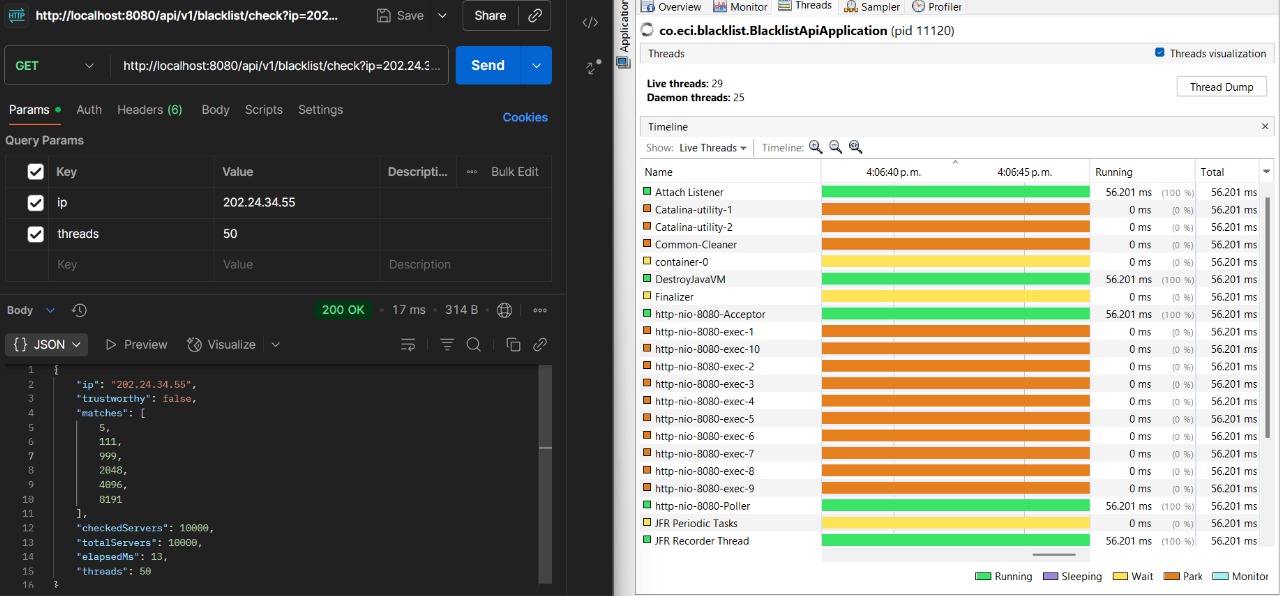 HTTP http://localhost:8080/api/v1/blacklist/check?ip=202... Save Share
GET http://localhost:8080/api/v1/blacklist/check?ip=202.24.3... Send
Params Auth Headers (6) Body Scripts Settings
Cookies
Query Params
Key Value Descripti... Bulk Edit
ip 202.24.34.55
threads 50
Key Value Description
Body 200 OK 17 ms 314 B
{ } JSON Preview Visualize
1 {
2 "ip": "202.24.34.55",
3 "trustworthy": false,
4 "matches": [
5 5,
6 111,
7 999,
8 2048,
9 4096,
10 8191
11 ],
12 "checkedServers": 10000,
13 "totalServers": 10000,
14 "elapsedMs": 13,
15 "threads": 50
16 }
Application
Overview Monitor Threads Sampler Profiler
co.eci.blacklist.BlacklistApiApplication (pid 11120)
Threads Threads visualization
Live threads: 29
Daemon threads: 25
Thread Dump
Timeline
Show: Live Threads Timeline:
Name 4:06:40 p. m. 4:06:45 p. m. Running Total
Attach Listener 56.201 ms (100 %) 56.201 ms
Catalina-utility-1 0 ms (0 %) 56.201 ms
Catalina-utility-2 0 ms (0 %) 56.201 ms
Common-Cleaner 0 ms (0 %) 56.201 ms
container-0 0 ms (0 %) 56.201 ms
DestroyJavaVM 56.201 ms (100 %) 56.201 ms
Finalizer 0 ms (0 %) 56.201 ms
http-nio-8080-Acceptor 56.201 ms (100 %) 56.201 ms
http-nio-8080-exec-1 0 ms (0 %) 56.201 ms
http-nio-8080-exec-10 0 ms (0 %) 56.201 ms
http-nio-8080-exec-2 0 ms (0 %) 56.201 ms
http-nio-8080-exec-3 0 ms (0 %) 56.201 ms
http-nio-8080-exec-4 0 ms (0 %) 56.201 ms
http-nio-8080-exec-5 0 ms (0 %) 56.201 ms
http-nio-8080-exec-6 0 ms (0 %) 56.201 ms
http-nio-8080-exec-7 0 ms (0 %) 56.201 ms
http-nio-8080-exec-8 0 ms (0 %) 56.201 ms
http-nio-8080-exec-9 0 ms (0 %) 56.201 ms
http-nio-8080-Poller 56.201 ms (100 %) 56.201 ms
JFR Periodic Tasks 0 ms (0 %) 56.201 ms
JFR Recorder Thread 56.201 ms (100 %) 56.201 ms
Running Sleeping Wait Park Monitor